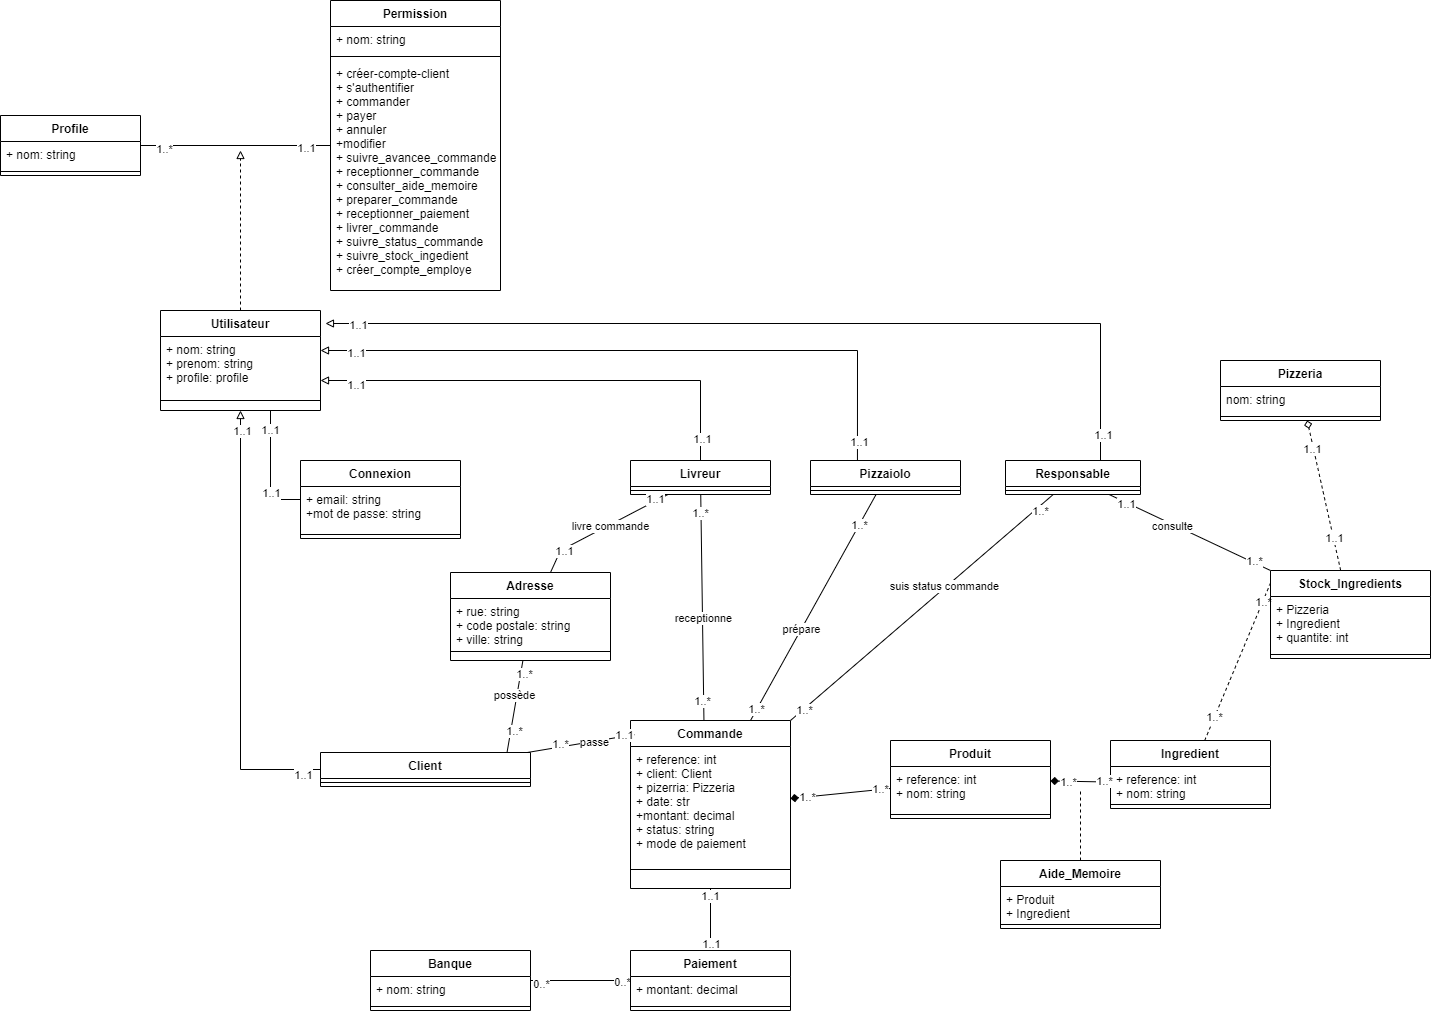 Permission
+ nom: string
+ créer-compte-client
+ s'authentifier
+ commander
+ payer
+ annuler
+modifier
+ suivre_avancee_commande
+ receptionner_commande
+ consulter_aide_memoire
+ preparer_commande
+ receptionner_paiement
+ livrer_commande
+ suivre_status_commande
+ suivre_stock_ingedient
+ créer_compte_employe
Profile
+ nom: string
1..*
1..1
Utilisateur
+ nom: string
+ prenom: string
+ profile: profile
1..1
1..1
1..1
1..1
1..1
Pizzeria
nom: string
1..1
1..1
1..1
1..1
1..1
Connexion
+ email: string
+mot de passe: string
1..1
Livreur
Pizzaiolo
Responsable
1..1
1..*
1..*
1..*
1..1
livre commande
consulte
1..1
1..*
Adresse
+ rue: string
+ code postale: string
+ ville: string
Stock_Ingredients
+ Pizzeria
+ Ingredient
+ quantite: int
suis status commande
1..*
receptionne
prépare
1..*
possède
1..*
1..*
1..*
1..*
1..*
Client
1..1
1..*
passe
1..1
Commande
+ reference: int
+ client: Client
+ pizerria: Pizzeria
+ date: str
+montant: decimal
+ status: string
+ mode de paiement
Produit
+ reference: int
+ nom: string
Ingredient
+ reference: int
+ nom: string
1..*
1..*
1..*
1..*
Aide_Memoire
+ Produit
+ Ingredient
1..1
1..1
Banque
+ nom: string
0..*
0..*
Paiement
+ montant: decimal